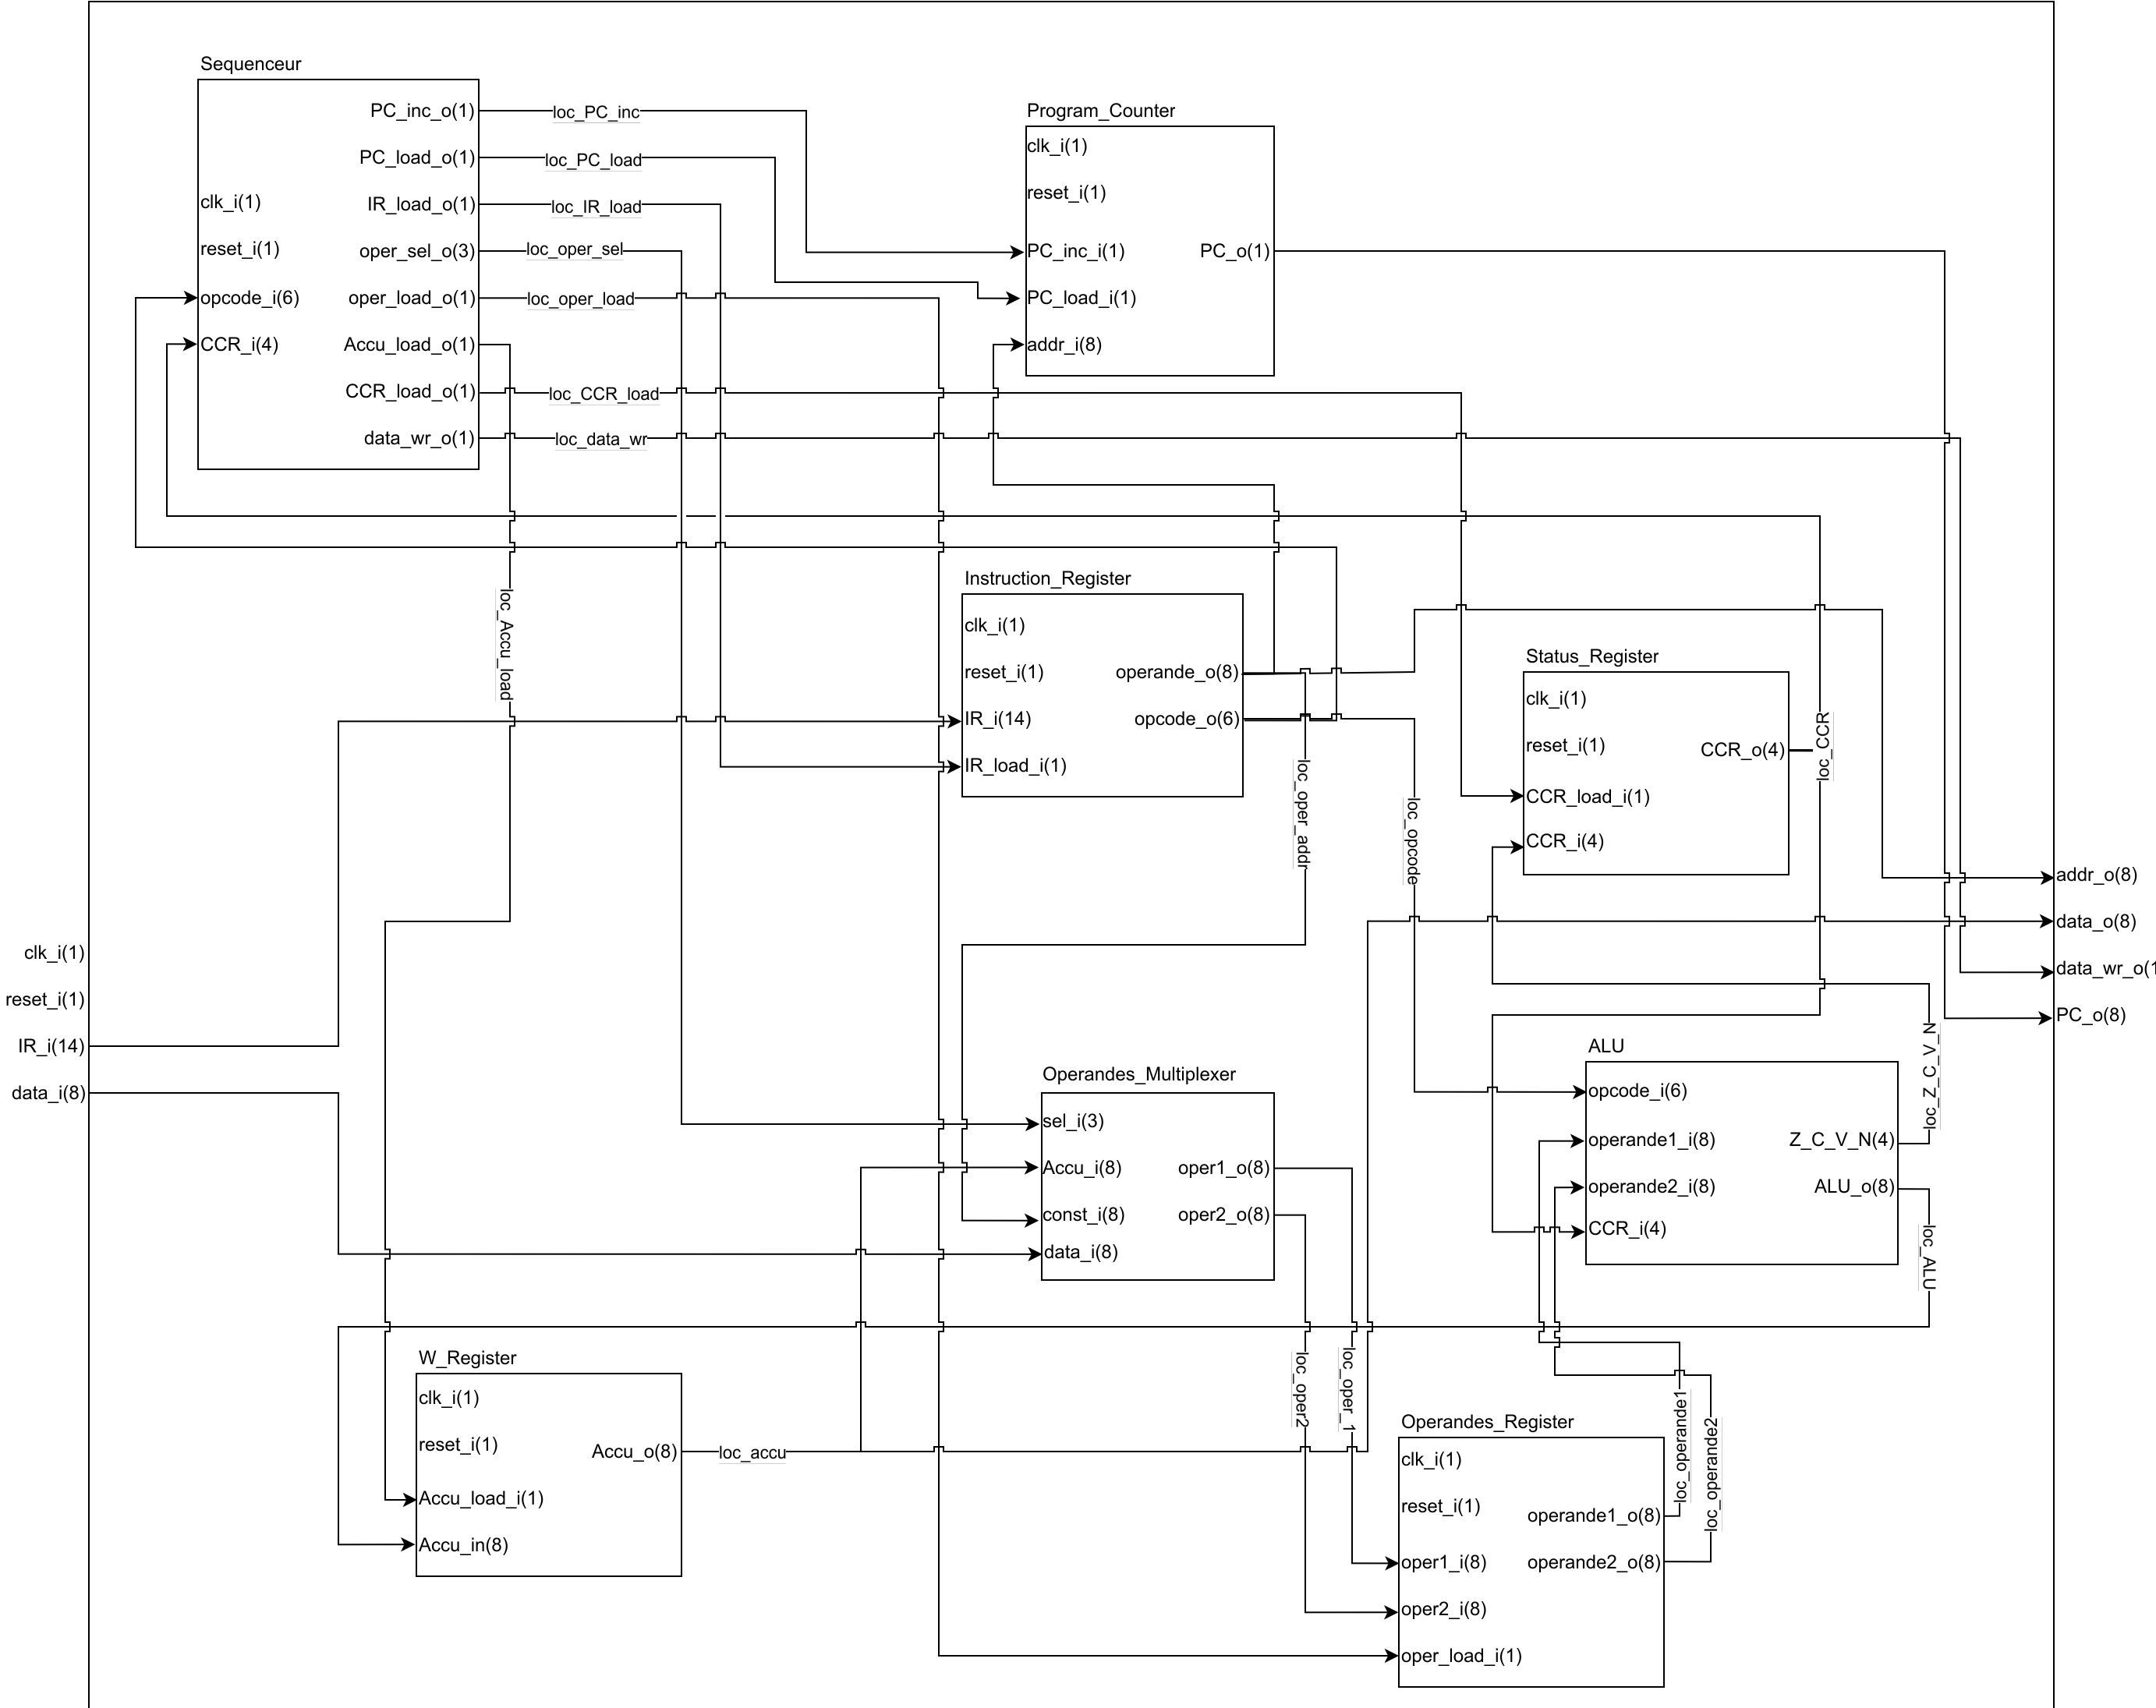 Sequenceur
PC_inc_o(1)
PC_load_o(1)
clk_i(1)
IR_load_o(1)
reset_i(1)
oper_sel_o(3)
opcode_i(6)
oper_load_o(1)
CCR_i(4)
Accu_load_o(1)
CCR_load_o(1)
data_wr_o(1)
loc_PC_inc
loc_PC_load
loc_IR_load
loc_oper_sel
loc_oper_load
loc_CCR_load
loc_data_wr
loc_Accu_load
Program_Counter
clk_i(1)
reset_i(1)
PC_inc_i(1)
PC_o(1)
PC_load_i(1)
addr_i(8)
Instruction_Register
clk_i(1)
reset_i(1)
operande_o(8)
IR_i(14)
opcode_o(6)
IR_load_i(1)
loc_oper_addr
loc_opcode
Status_Register
clk_i(1)
reset_i(1)
CCR_o(4)
CCR_load_i(1)
CCR_i(4)
loc_CCR
addr_o(8)
data_o(8)
data_wr_o(1
PC_o(8)
clk_i(1)
reset_i(1)
IR_i(14)
data_i(8)
Operandes_Multiplexer
sel_i(3)
Accu_i(8)
oper1_o(8)
const_i(8)
oper2_o(8)
data_i(8)
loc_oper2
loc_oper_1
ALU
opcode_i(6)
operande1_i(8)
Z_C_V_N(4)
operande2_i(8)
ALU_o(8)
CCR_i(4)
loc_Z_C_V_N
loc_ALU
W_Register
clk_i(1)
reset_i(1)
Accu_o(8)
Accu_load_i(1)
Accu_in(8)
loc_accu
Operandes_Register
clk_i(1)
reset_i(1)
operande1_o(8)
oper1_i(8)
operande2_o(8)
oper2_i(8)
oper_load_i(1)
loc_operande1
loc_operande2